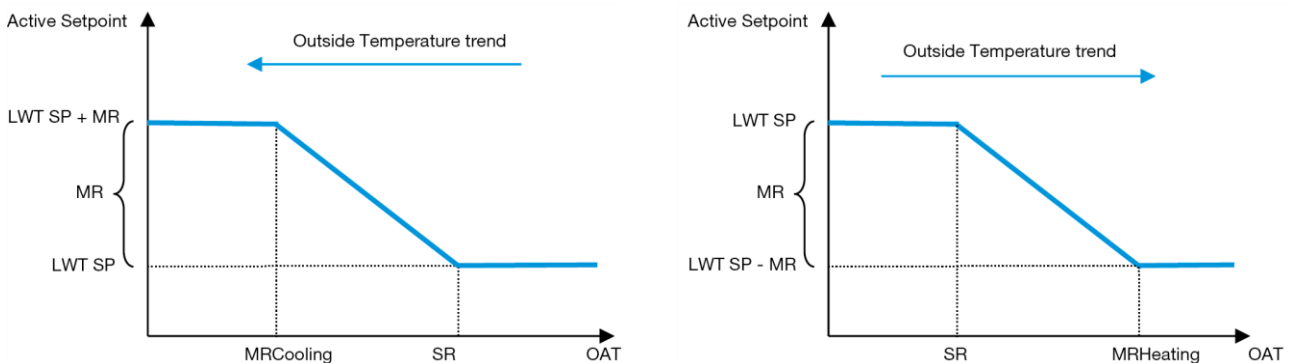 Active Setpoint
Outside Temperature trend
LWT SP + MR
MR
LWT SP
MRCooling
SR
OAT
Active Setpoint
Outside Temperature trend
LWT SP
MR
LWT SP - MR
SR
MRHeating
OAT